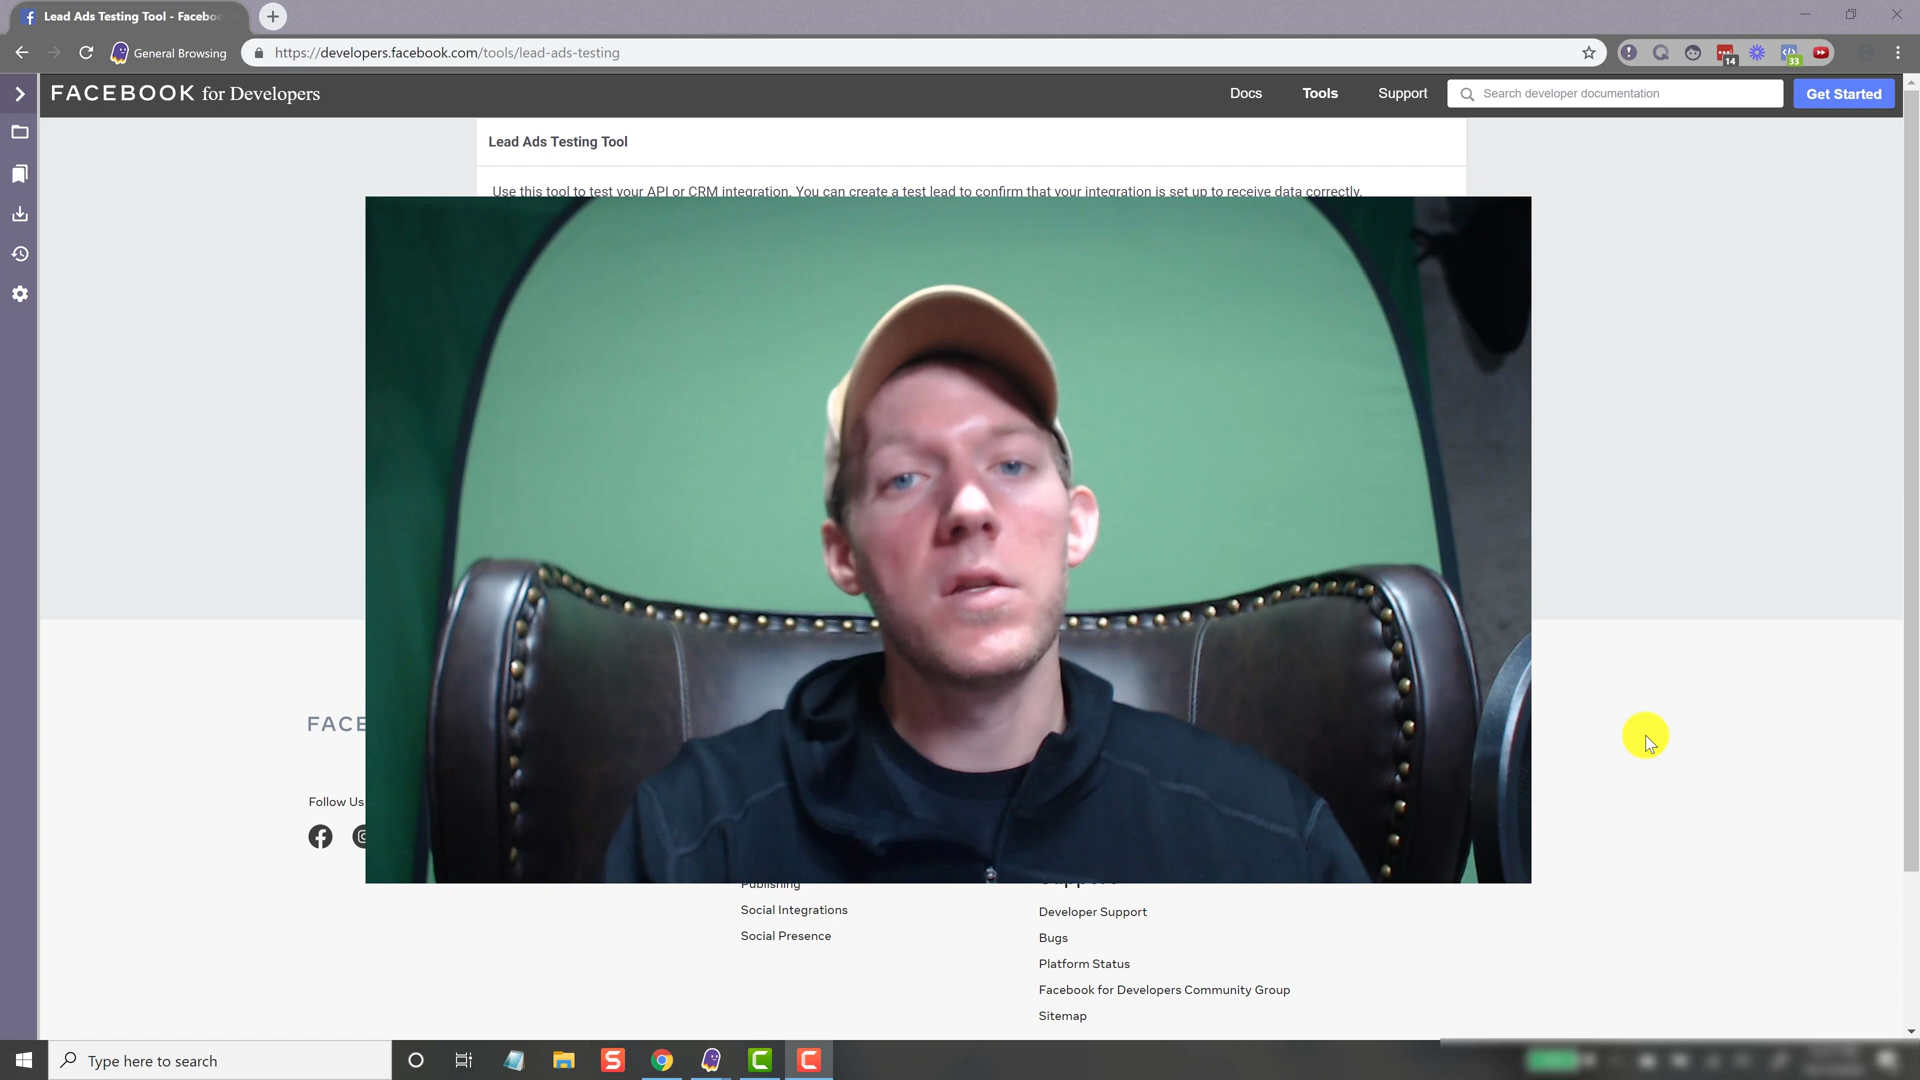 Lead Ads Testing Tool - Facebo
General Browsing
https://developers.facebook.com/tools/lead-ads-testing
14
33
FACEBOOK for Developers
Docs
Tools
Support
Search developer documentation
Get Started
Lead Ads Testing Tool
Use this tool to test your API or CRM integration. You can create a test lead to confirm that your integration is set up to receive data correctly.
FACE
Follow Us
Publishing
Social Integrations
Social Presence
Support
Developer Support
Bugs
Platform Status
Facebook for Developers Community Group
Sitemap
Type here to search